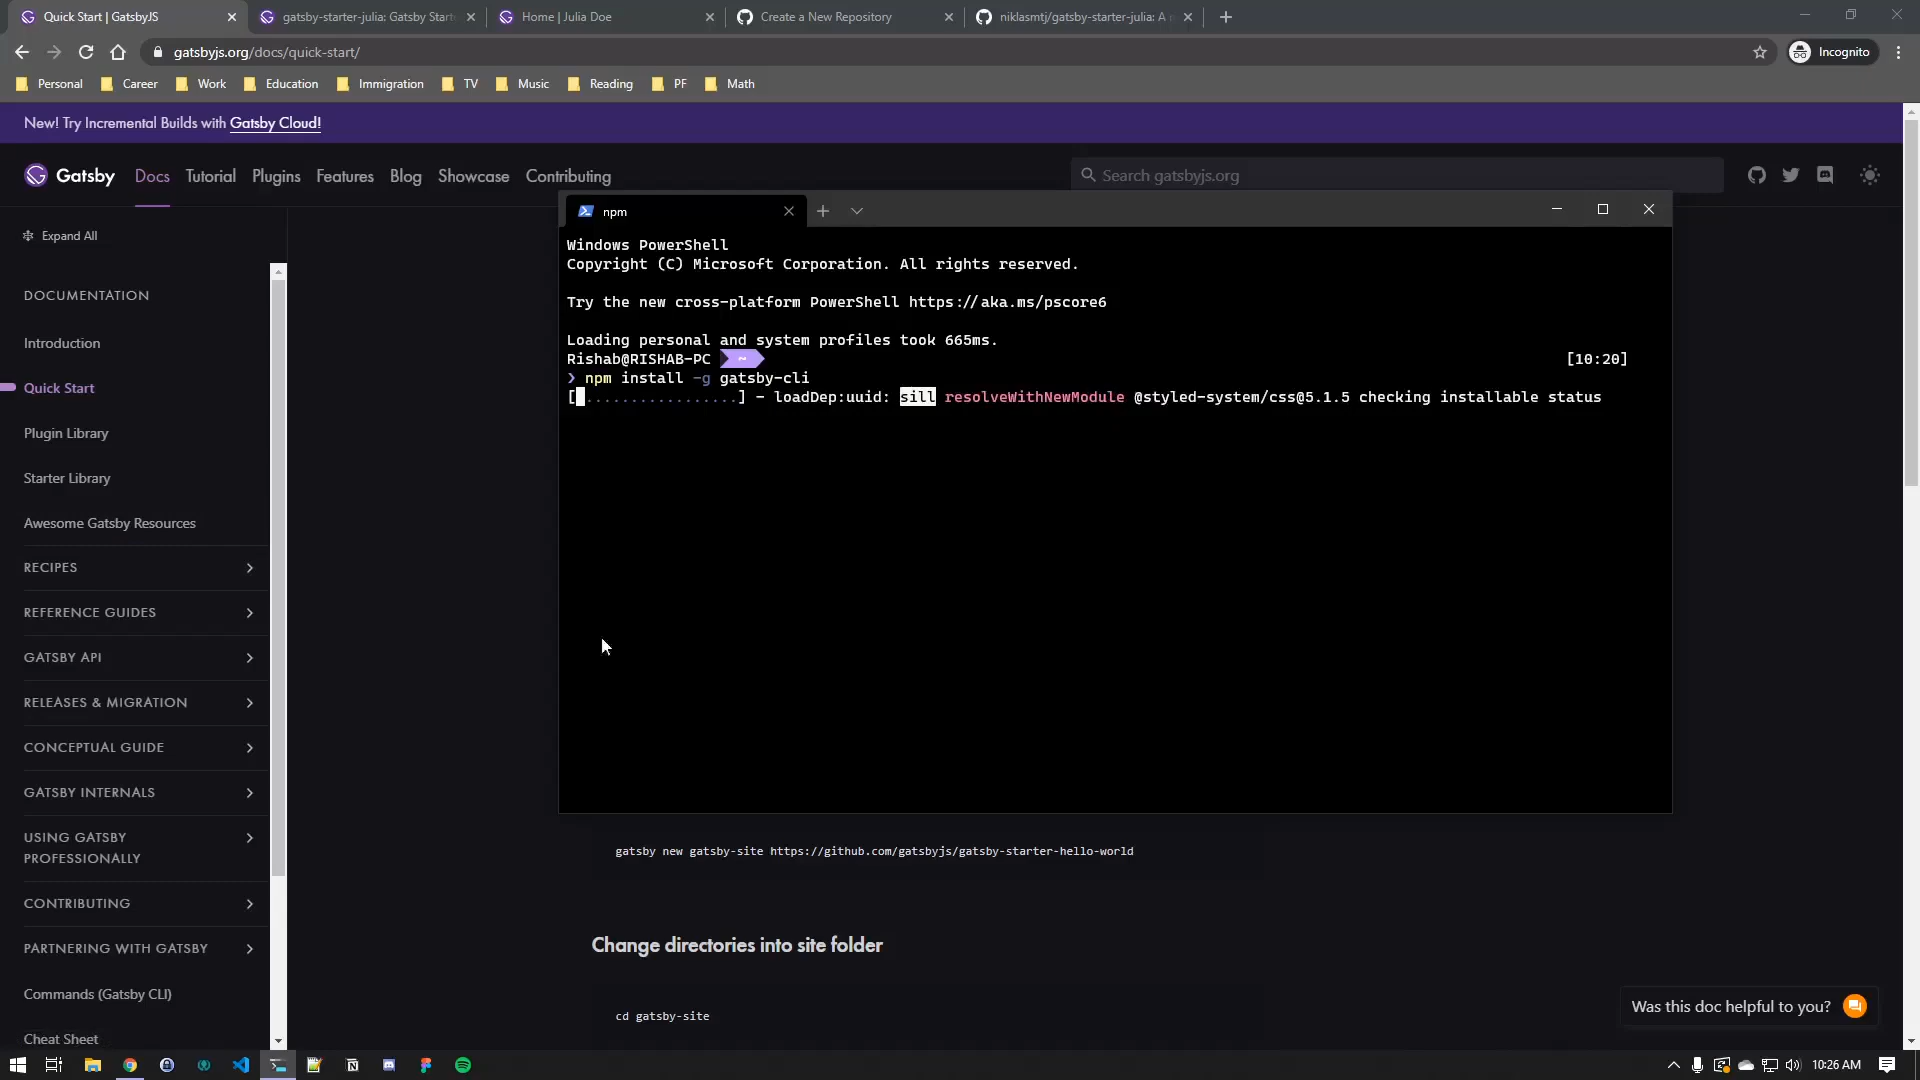 Quick Start | GatsbyJS
gatsby-starter-julia: Gatsby Start
Home | Julia Doe
Create a New Repository
niklasmtj/gatsby-starter-julia: A
gatsbyjs.org/docs/quick-start/
Incognito
Personal
Career
Work
Education
Immigration
TV
Music
Reading
PF
Math
New! Try Incremental Builds with Gatsby Cloud!
Gatsby
Docs
Tutorial
Plugins
Features
Blog
Showcase
Contributing
Search gatsbyjs.org
Expand All
DOCUMENTATION
Introduction
Quick Start
Plugin Library
Starter Library
Awesome Gatsby Resources
RECIPES
REFERENCE GUIDES
GATSBY API
RELEASES & MIGRATION
CONCEPTUAL GUIDE
GATSBY INTERNALS
USING GATSBY
PROFESSIONALLY
CONTRIBUTING
PARTNERING WITH GATSBY
Commands (Gatsby CLI)
Cheat Sheet
npm
Windows PowerShell
Copyright (C) Microsoft Corporation. All rights reserved.
Try the new cross-platform PowerShell https://aka.ms/pscore6
Loading personal and system profiles took 665ms.
Rishab@RISHAB-PC ~ [10:20]
❯ npm install -g gatsby-cli
[ .................] - loadDep:uuid: sill resolveWithNewModule @styled-system/css@5.1.5 checking installable status
gatsby new gatsby-site https://github.com/gatsbyjs/gatsby-starter-hello-world
Change directories into site folder
cd gatsby-site
Was this doc helpful to you?
10:26 AM